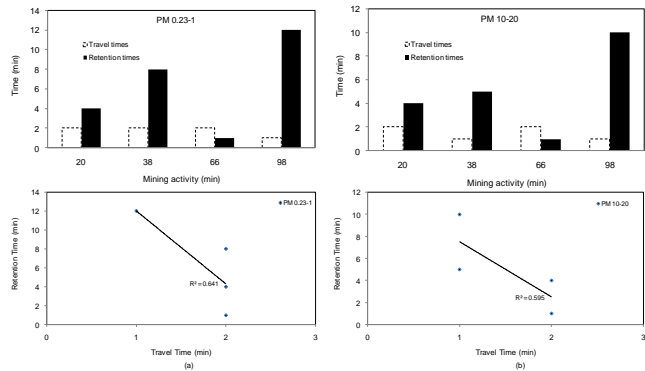 PM 0.23-1
Travel times
Retention times
Time (min)
14
12
10
8
6
4
2
0
20 38 66 98
Mining activity (min)
PM 10-20
Travel times
Retention times
Time (min)
12
10
8
6
4
2
0
20 38 66 98
Mining activity (min)
PM 0.23-1
Retention Time (min)
14
12
10
8
6
4
2
0
R² = 0.641
0 1 2 3
Travel Time (min)
(a)
PM 10-20
Retention Time (min)
12
10
8
6
4
2
0
R² = 0.595
0 1 2 3
Travel Time (min)
(b)